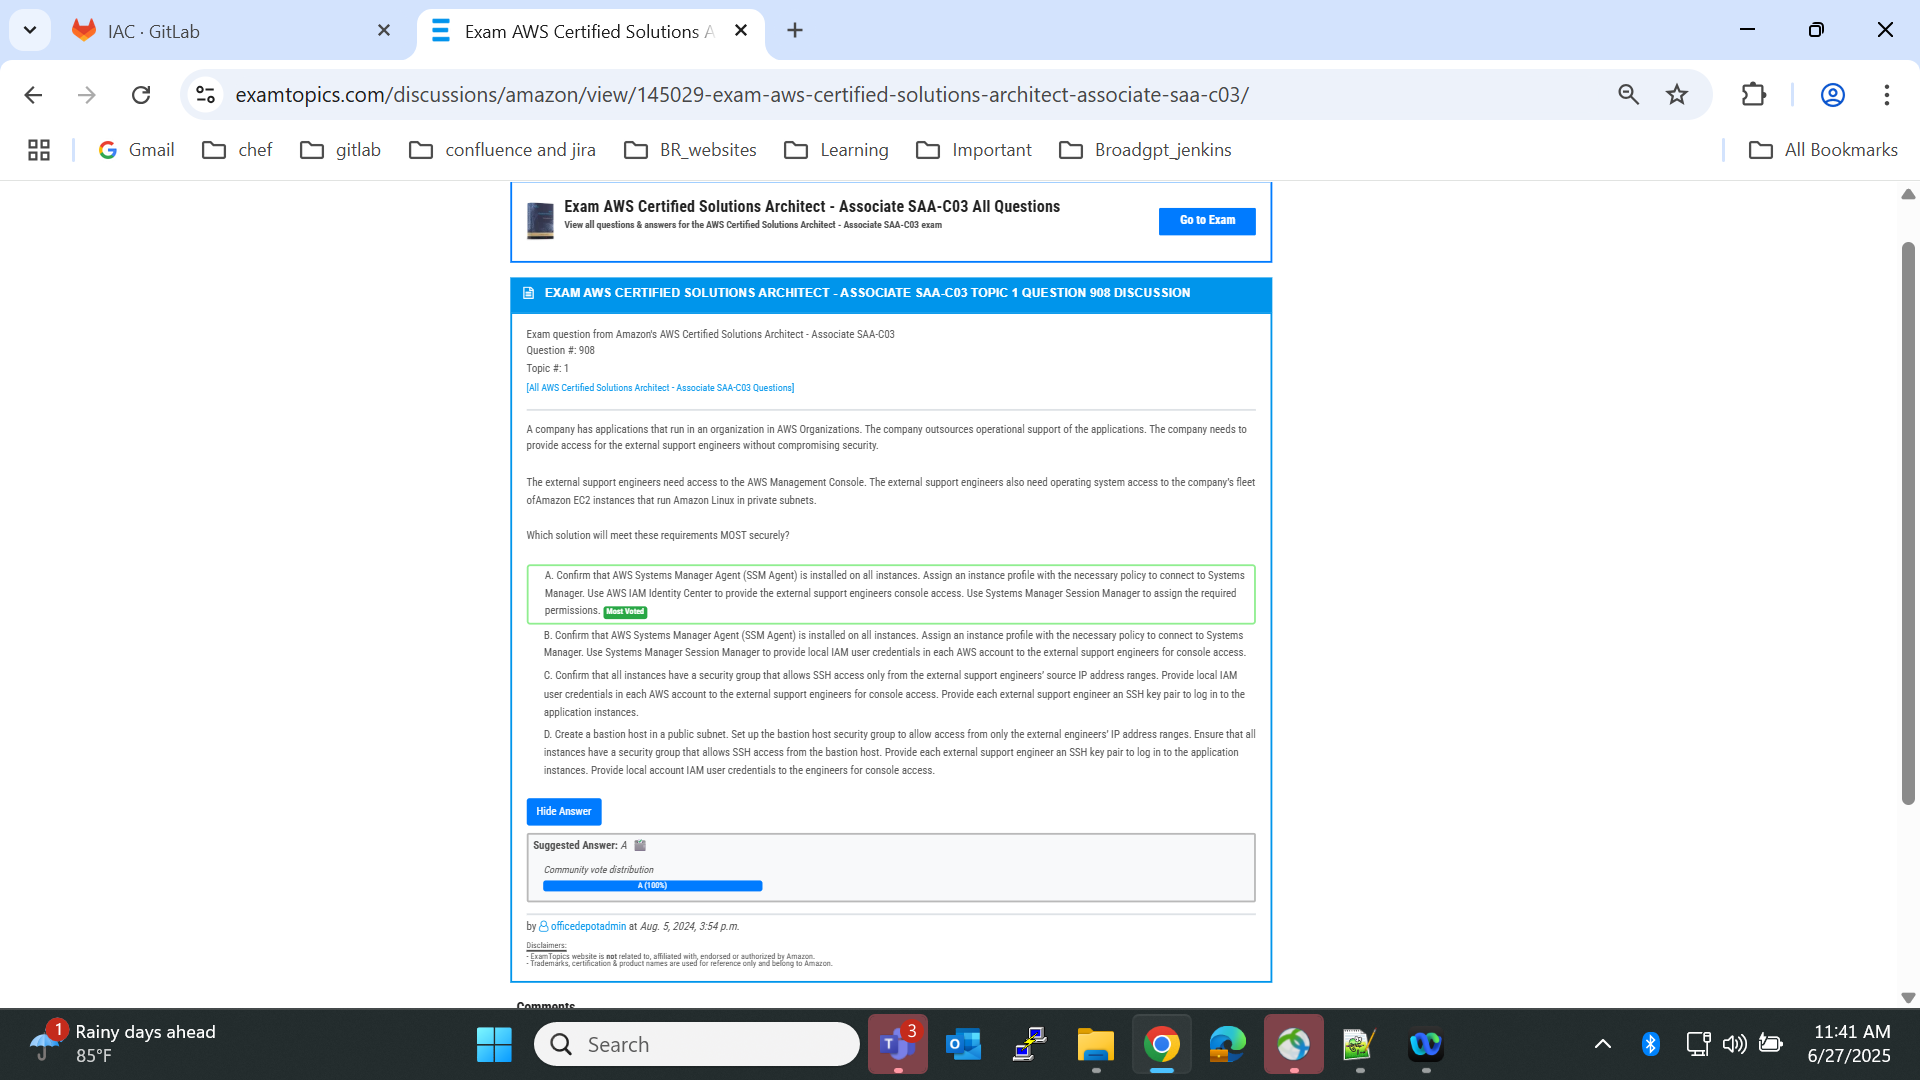 IAC · GitLab
Exam AWS Certified Solutions A
examtopics.com/discussions/amazon/view/145029-exam-aws-certified-solutions-architect-associate-saa-c03/
Gmail
chef
gitlab
confluence and jira
BR_websites
Learning
Important
Broadgpt_jenkins
All Bookmarks
Exam AWS Certified Solutions Architect - Associate SAA-C03 All Questions
View all questions & answers for the AWS Certified Solutions Architect - Associate SAA-C03 exam
Go to Exam
EXAM AWS CERTIFIED SOLUTIONS ARCHITECT - ASSOCIATE SAA-C03 TOPIC 1 QUESTION 908 DISCUSSION
Exam question from Amazon's AWS Certified Solutions Architect - Associate SAA-C03
Question #: 908
Topic #: 1
[All AWS Certified Solutions Architect - Associate SAA-C03 Questions]
A company has applications that run in an organization in AWS Organizations. The company outsources operational support of the applications. The company needs to
provide access for the external support engineers without compromising security.
The external support engineers need access to the AWS Management Console. The external support engineers also need operating system access to the company's fleet
ofAmazon EC2 instances that run Amazon Linux in private subnets.
Which solution will meet these requirements MOST securely?
A. Confirm that AWS Systems Manager Agent (SSM Agent) is installed on all instances. Assign an instance profile with the necessary policy to connect to Systems
Manager. Use AWS IAM Identity Center to provide the external support engineers console access. Use Systems Manager Session Manager to assign the required
permissions. Most Voted
B. Confirm that AWS Systems Manager Agent (SSM Agent) is installed on all instances. Assign an instance profile with the necessary policy to connect to Systems
Manager. Use Systems Manager Session Manager to provide local IAM user credentials in each AWS account to the external support engineers for console access.
C. Confirm that all instances have a security group that allows SSH access only from the external support engineers' source IP address ranges. Provide local IAM
user credentials in each AWS account to the external support engineers for console access. Provide each external support engineer an SSH key pair to log in to the
application instances.
D. Create a bastion host in a public subnet. Set up the bastion host security group to allow access from only the external engineers' IP address ranges. Ensure that all
instances have a security group that allows SSH access from the bastion host. Provide each external support engineer an SSH key pair to log in to the application
instances. Provide local account IAM user credentials to the engineers for console access.
Hide Answer
Suggested Answer: A
Community vote distribution
A (100%)
by officedepotadmin at Aug. 5, 2024, 3:54 p.m.
Disclaimers:
- ExamTopics website is not related to, affiliated with, endorsed or authorized by Amazon.
- Trademarks, certification & product names are used for reference only and belong to Amazon.
Comments
1
Rainy days ahead
85°F
Search
3
11:41 AM
6/27/2025